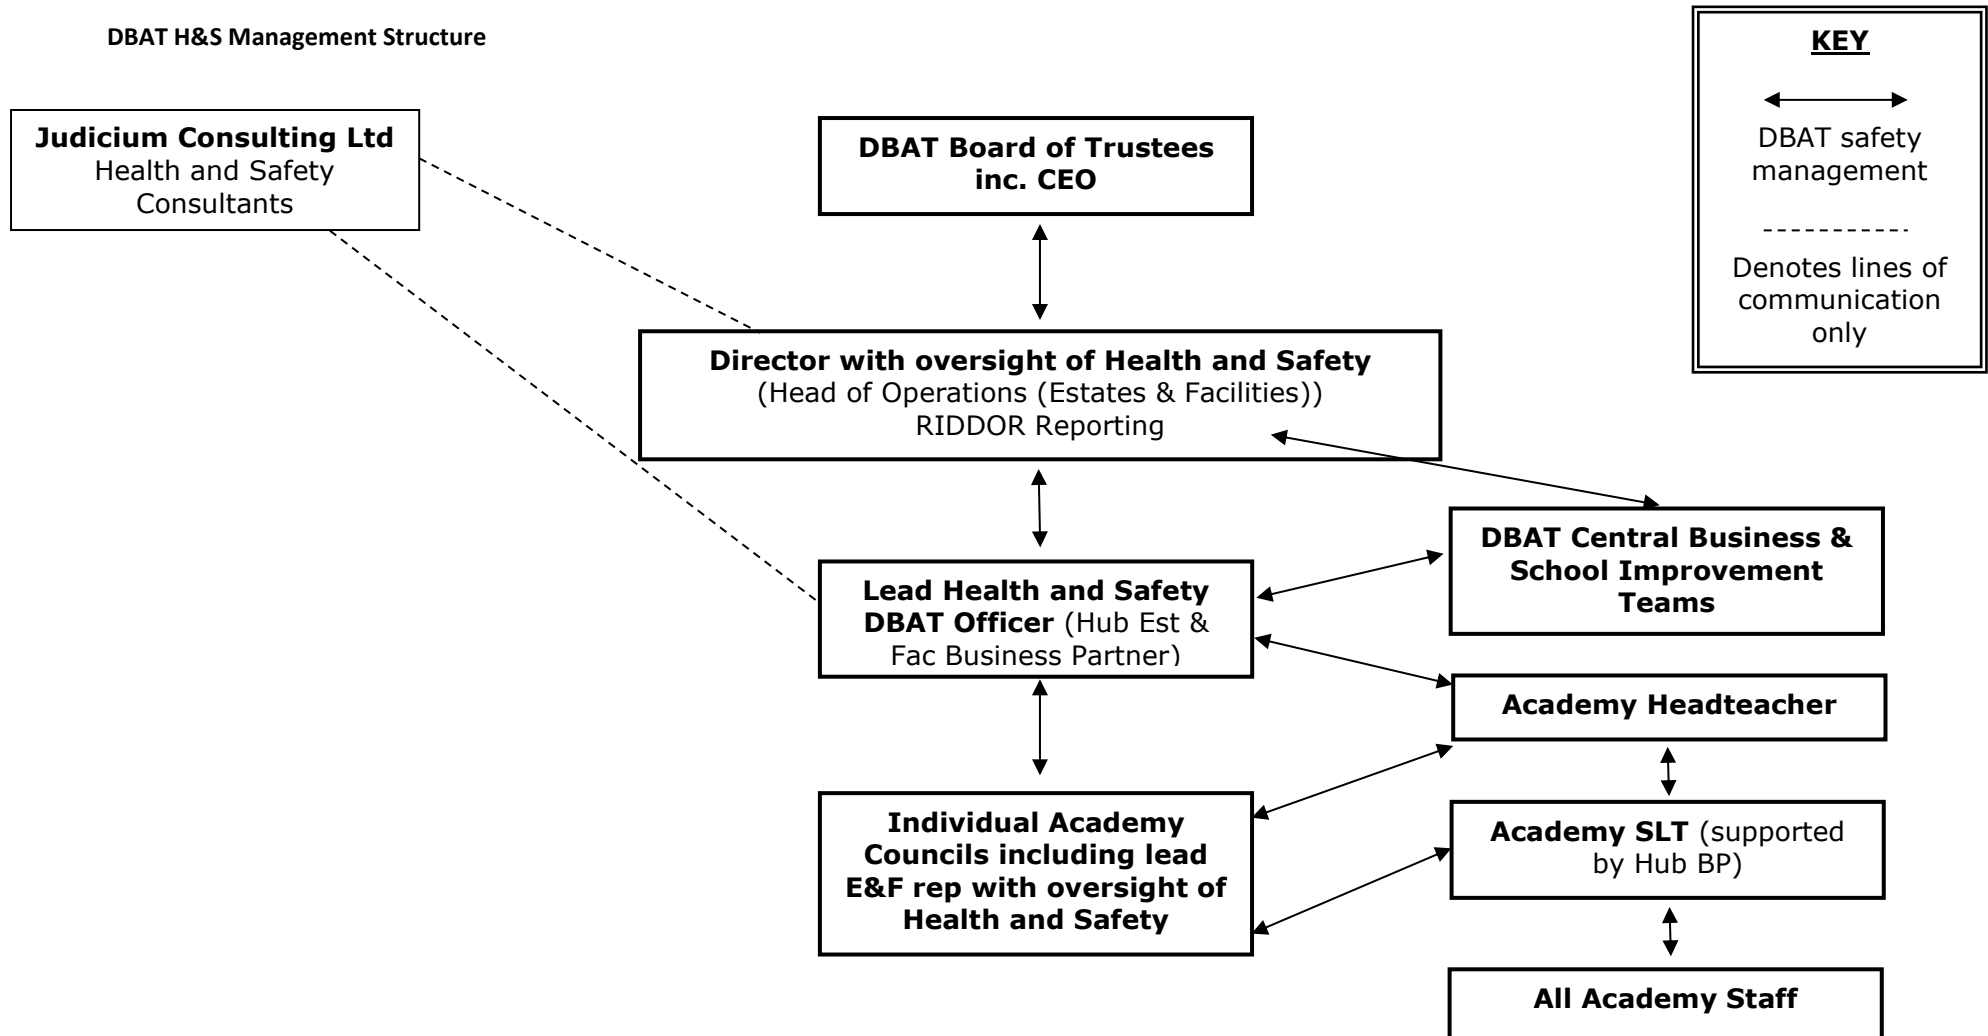 DBAT H&S Management Structure
KEY
DBAT safety
management
Denotes lines of
communication
only
Judicium Consulting Ltd
Health and Safety
Consultants
DBAT Board of Trustees
inc. CEO
Director with oversight of Health and Safety
(Head of Operations (Estates & Facilities))
RIDDOR Reporting
DBAT Central Business &
School Improvement
Teams
Lead Health and Safety
DBAT Officer (Hub Est &
Fac Business Partner)
Academy Headteacher
Individual Academy
Councils including lead
E&F rep with oversight of
Health and Safety
Academy SLT (supported
by Hub BP)
All Academy Staff